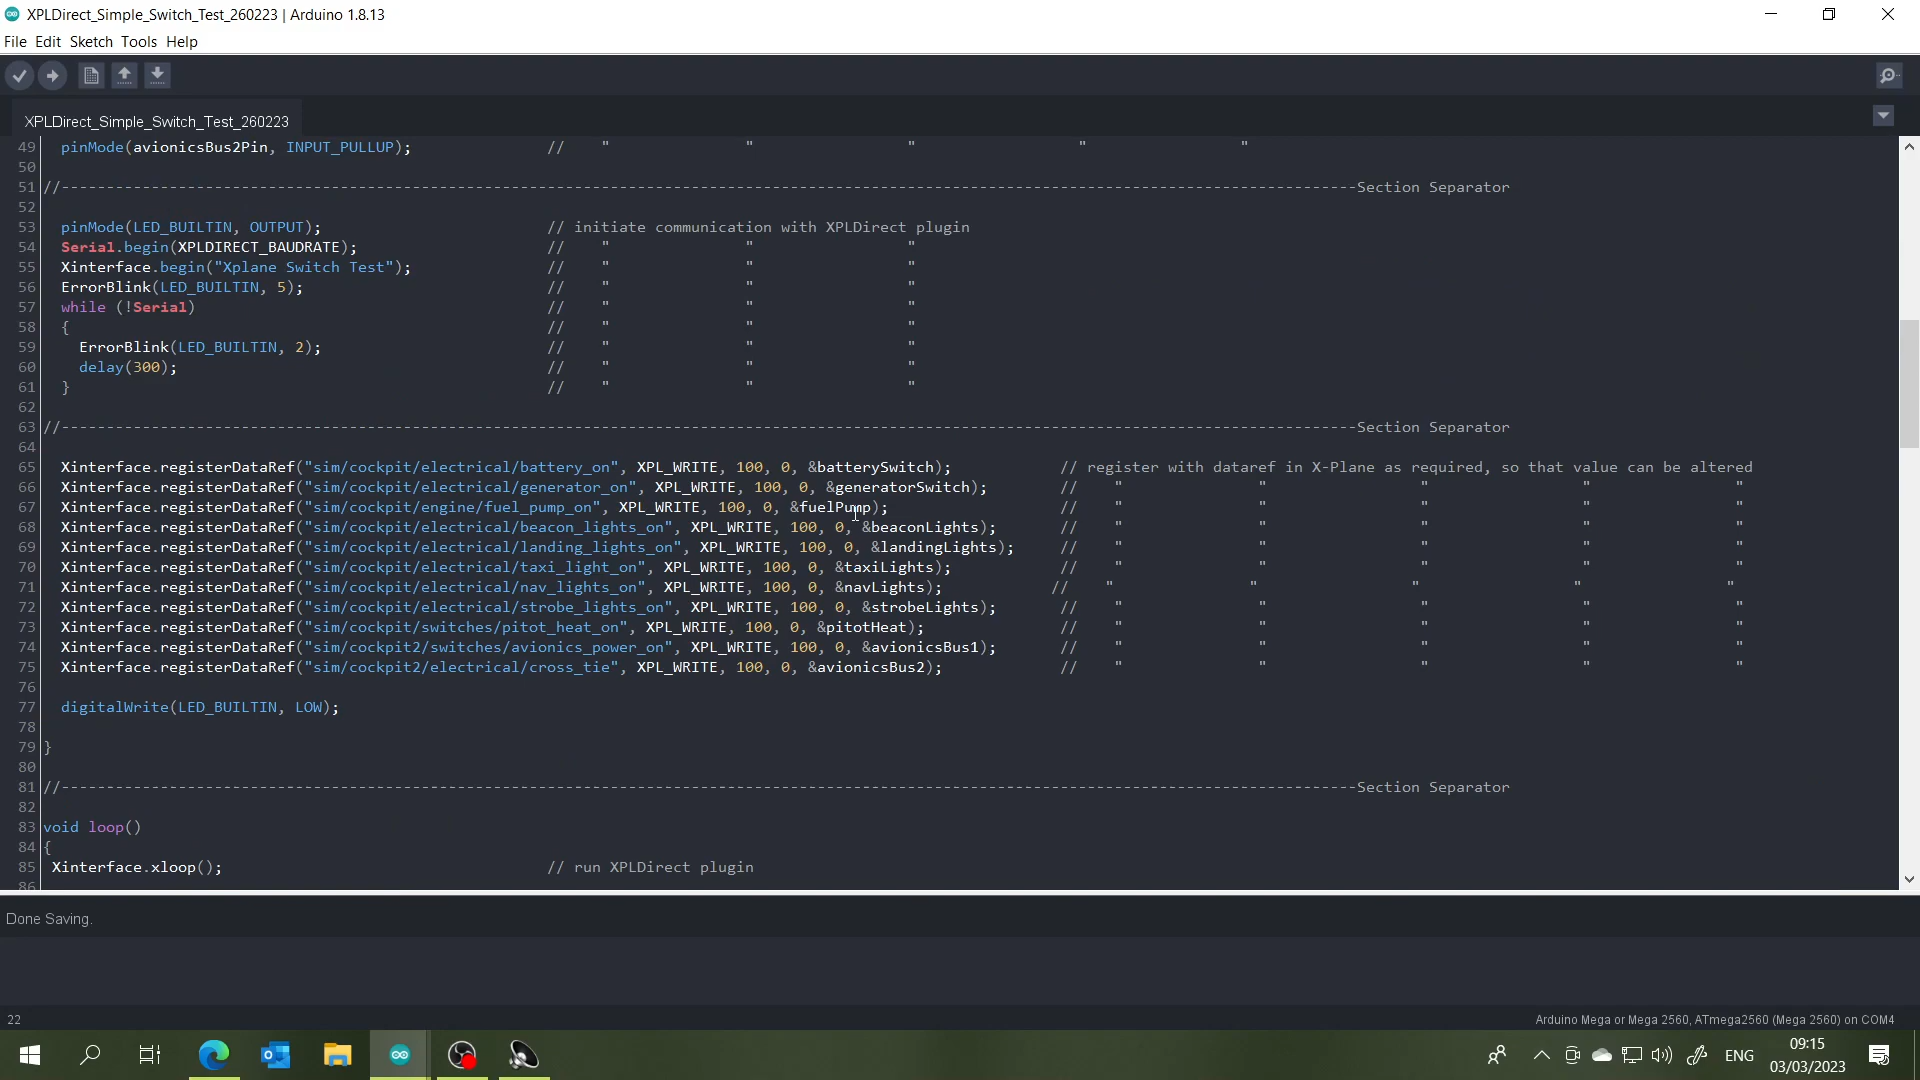 XPLDirect_Simple_Switch_Test_260223 | Arduino 1.8.13
File Edit Sketch Tools Help
XPLDirect_Simple_Switch_Test_260223
49 pinMode(avionicsBus2Pin, INPUT_PULLUP); // " " " " "
50
51 //------------------------------------------------------------------------------------------------------------------------------------------------Section Separator
52
53 pinMode(LED_BUILTIN, OUTPUT); // initiate communication with XPLDirect plugin
54 Serial.begin(XPLDIRECT_BAUDRATE); // " " "
55 Xinterface.begin("Xplane Switch Test"); // " " "
56 ErrorBlink(LED_BUILTIN, 5); // " " "
57 while (!Serial) // " " "
58 { // " " "
59 ErrorBlink(LED_BUILTIN, 2); // " " "
60 delay(300); // " " "
61 } // " " "
62
63 //------------------------------------------------------------------------------------------------------------------------------------------------Section Separator
64
65 Xinterface.registerDataRef("sim/cockpit/electrical/battery_on", XPL_WRITE, 100, 0, &batterySwitch); // register with dataref in X-Plane as required, so that value can be altered
66 Xinterface.registerDataRef("sim/cockpit/electrical/generator_on", XPL_WRITE, 100, 0, &generatorSwitch); // " " " " "
67 Xinterface.registerDataRef("sim/cockpit/engine/fuel_pump_on", XPL_WRITE, 100, 0, &fuelPump); // " " " " "
68 Xinterface.registerDataRef("sim/cockpit/electrical/beacon_lights_on", XPL_WRITE, 100, 0, &beaconLights); // " " " " "
69 Xinterface.registerDataRef("sim/cockpit/electrical/landing_lights_on", XPL_WRITE, 100, 0, &landingLights); // " " " " "
70 Xinterface.registerDataRef("sim/cockpit/electrical/taxi_light_on", XPL_WRITE, 100, 0, &taxiLights); // " " " " "
71 Xinterface.registerDataRef("sim/cockpit/electrical/nav_lights_on", XPL_WRITE, 100, 0, &navLights); // " " " " "
72 Xinterface.registerDataRef("sim/cockpit/electrical/strobe_lights_on", XPL_WRITE, 100, 0, &strobeLights); // " " " " "
73 Xinterface.registerDataRef("sim/cockpit/switches/pitot_heat_on", XPL_WRITE, 100, 0, &pitotHeat); // " " " " "
74 Xinterface.registerDataRef("sim/cockpit2/switches/avionics_power_on", XPL_WRITE, 100, 0, &avionicsBus1); // " " " " "
75 Xinterface.registerDataRef("sim/cockpit2/electrical/cross_tie", XPL_WRITE, 100, 0, &avionicsBus2); // " " " " "
76
77 digitalWrite(LED_BUILTIN, LOW);
78
79 }
80
81 //------------------------------------------------------------------------------------------------------------------------------------------------Section Separator
82
83 void loop()
84 {
85 Xinterface.xloop(); // run XPLDirect plugin
86
Done Saving.
22
Arduino Mega or Mega 2560, ATmega2560 (Mega 2560) on COM4
ENG
09:15
03/03/2023